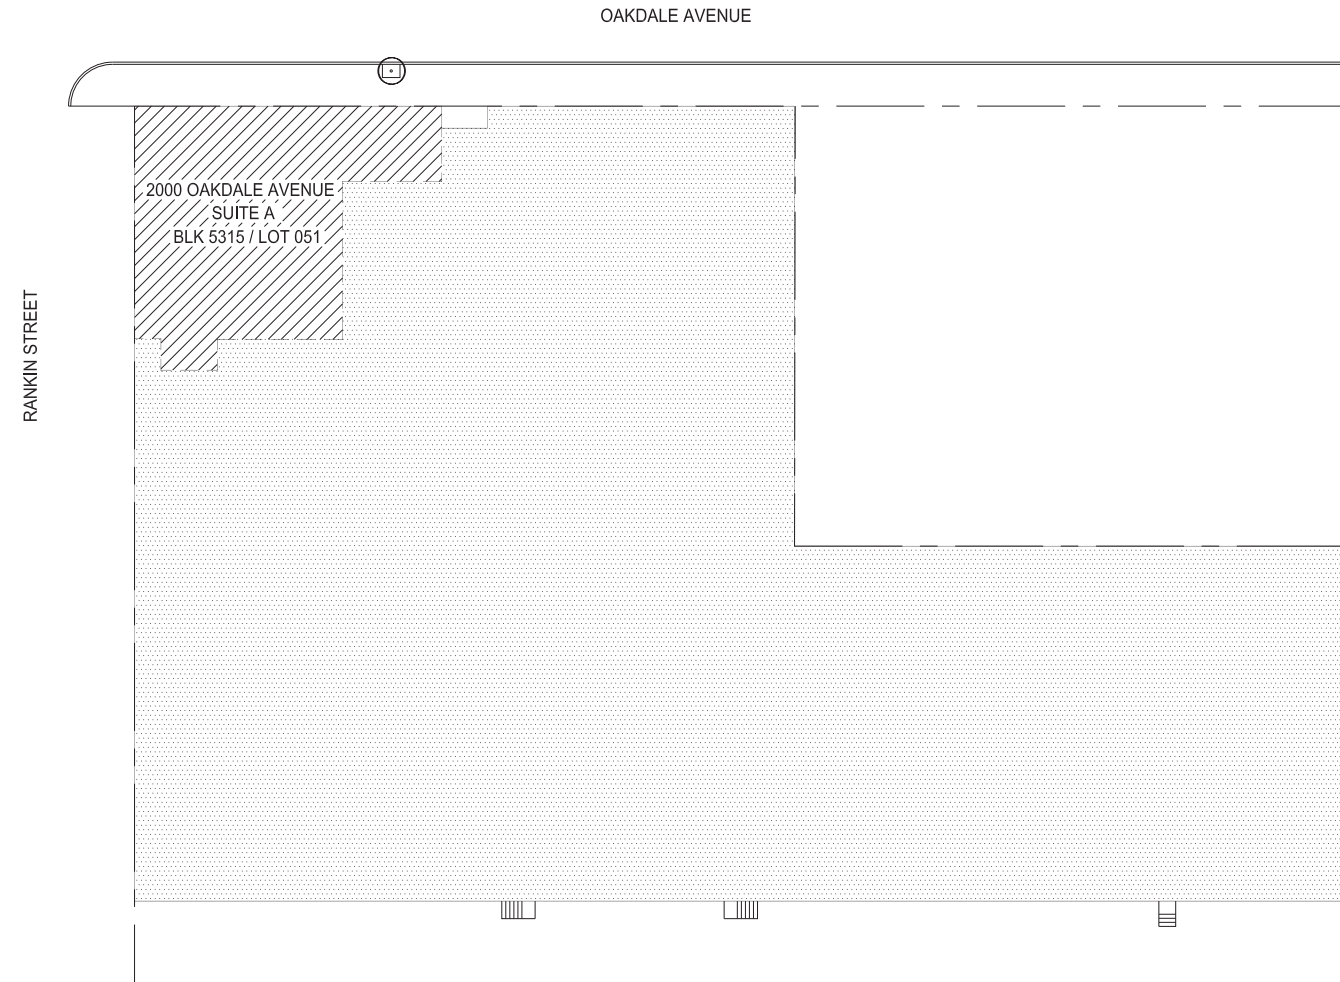 OAKDALE AVENUE
2000 OAKDALE AVENUE
SUITE A
BLK 5315 / LOT 051
RANKIN STREET